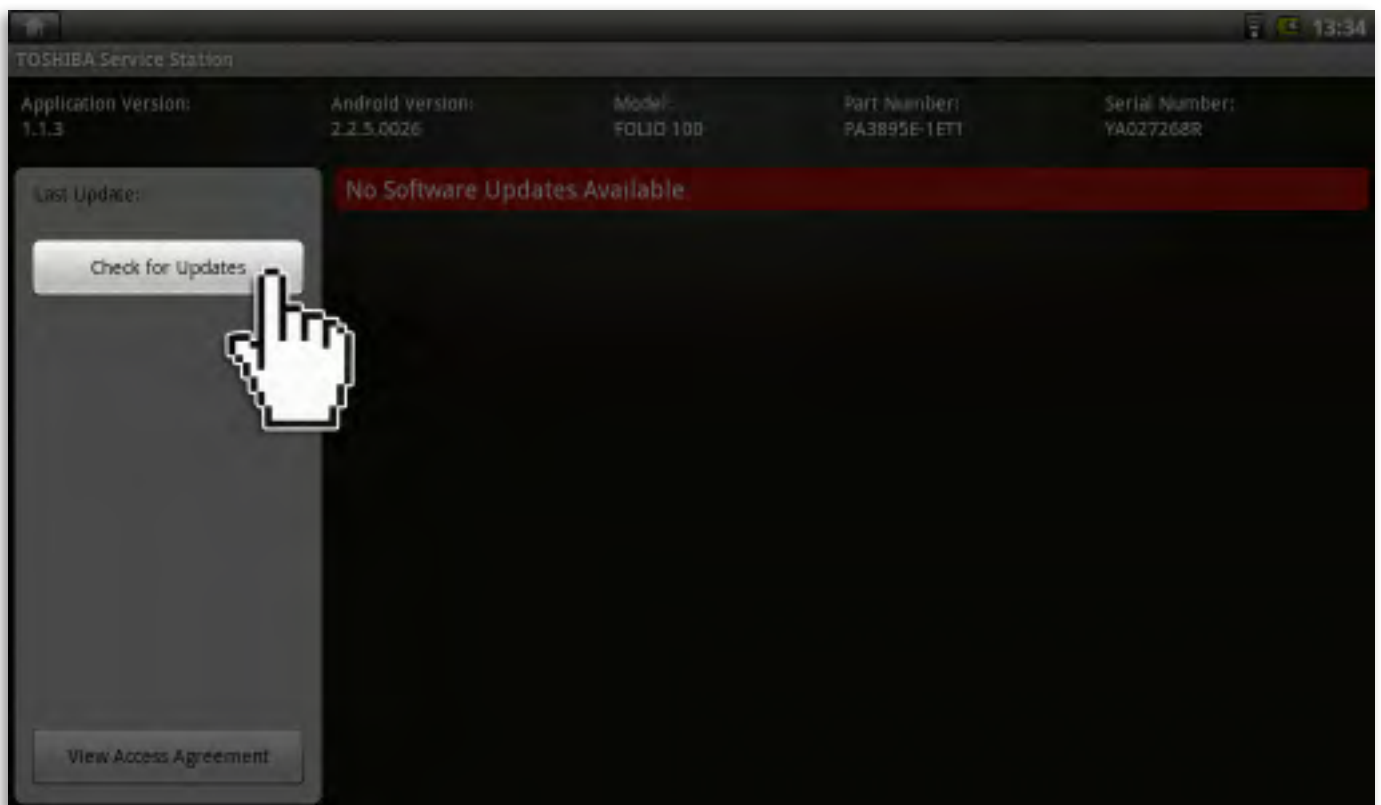 13:34
TOSHIBA Service Station
Application Version: Android version: Model: Part Number: Serial Number:
1.1.3 2.2.5.0026 FOLIO 100 PA3895E-1ET1 YA027268R
Last Update:
No Software Updates Available
Check for Updates
View Access Agreement